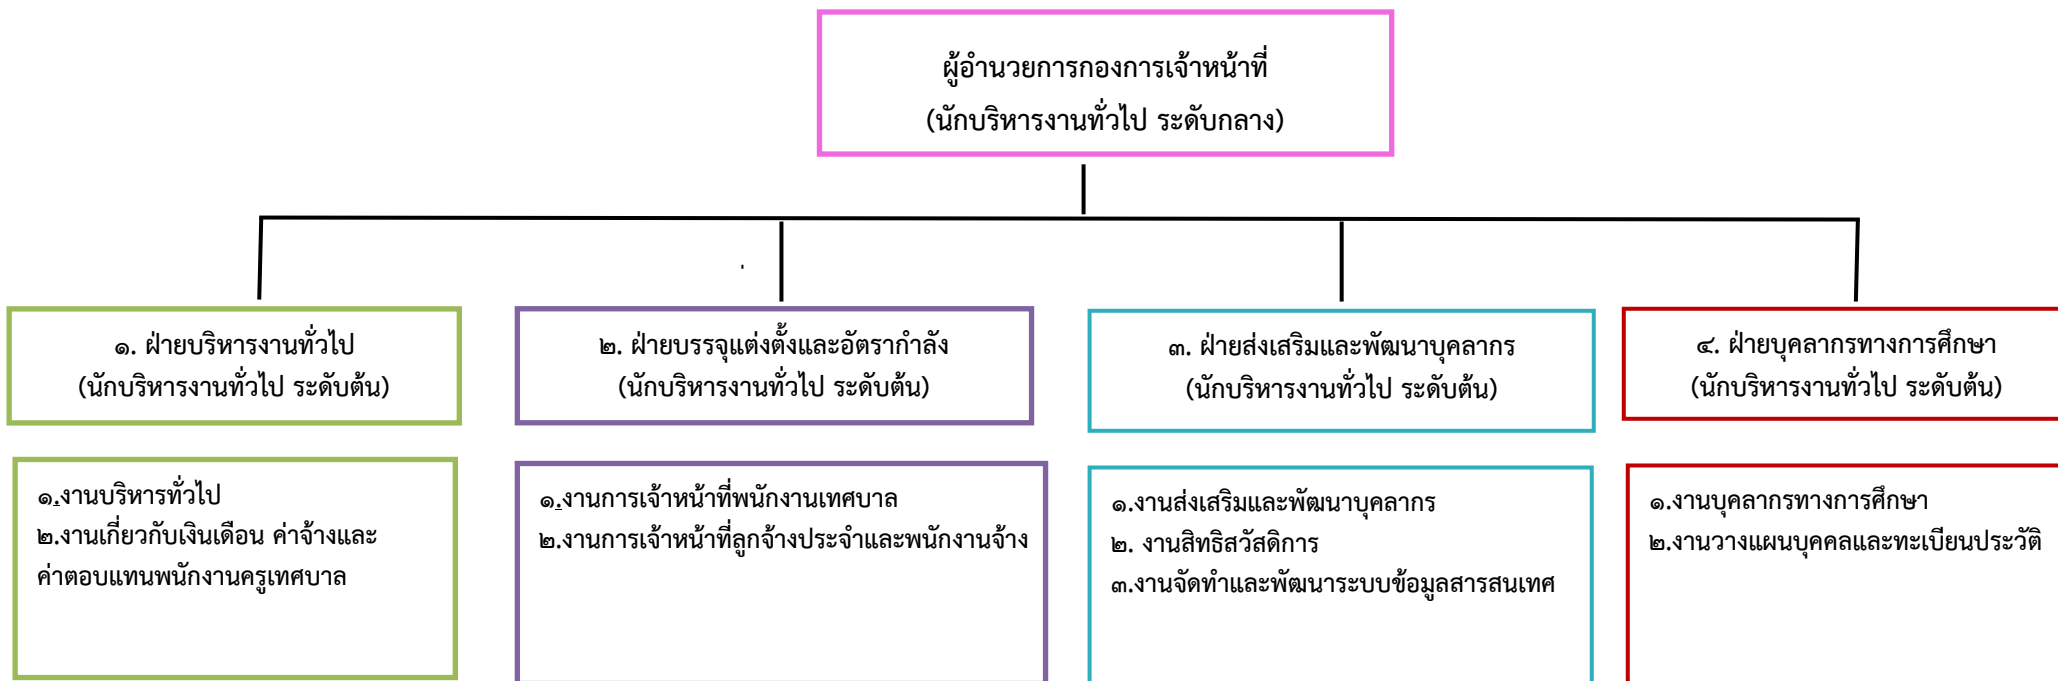 ผู้อำนวยการกองการเจ้าหน้าที่
(นักบริหารงานทั่วไป ระดับกลาง)
๑. ฝ่ายบริหารงานทั่วไป
(นักบริหารงานทั่วไป ระดับต้น)
๒. ฝ่ายบรรจุแต่งตั้งและอัตรากำลัง
(นักบริหารงานทั่วไป ระดับต้น)
๓. ฝ่ายส่งเสริมและพัฒนาบุคลากร
(นักบริหารงานทั่วไป ระดับต้น)
๔. ฝ่ายบุคลากรทางการศึกษา
(นักบริหารงานทั่วไป ระดับต้น)
๑.งานบริหารทั่วไป
๒.งานเกี่ยวกับเงินเดือน ค่าจ้างและ
ค่าตอบแทนพนักงานครูเทศบาล
๑.งานการเจ้าหน้าที่พนักงานเทศบาล
๒.งานการเจ้าหน้าที่ลูกจ้างประจำและพนักงานจ้าง
๑.งานส่งเสริมและพัฒนาบุคลากร
๒. งานสิทธิสวัสดิการ
๓.งานจัดทำและพัฒนาระบบข้อมูลสารสนเทศ
๑.งานบุคลากรทางการศึกษา
๒.งานวางแผนบุคคลและทะเบียนประวัติ